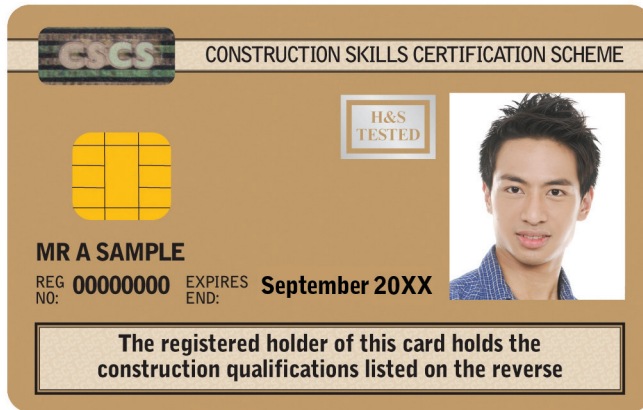 CSCS
CONSTRUCTION SKILLS CERTIFICATION SCHEME
H&S
TESTED
MR A SAMPLE
REG NO: 00000000 EXPIRES END: September 20XX
The registered holder of this card holds the
construction qualifications listed on the reverse